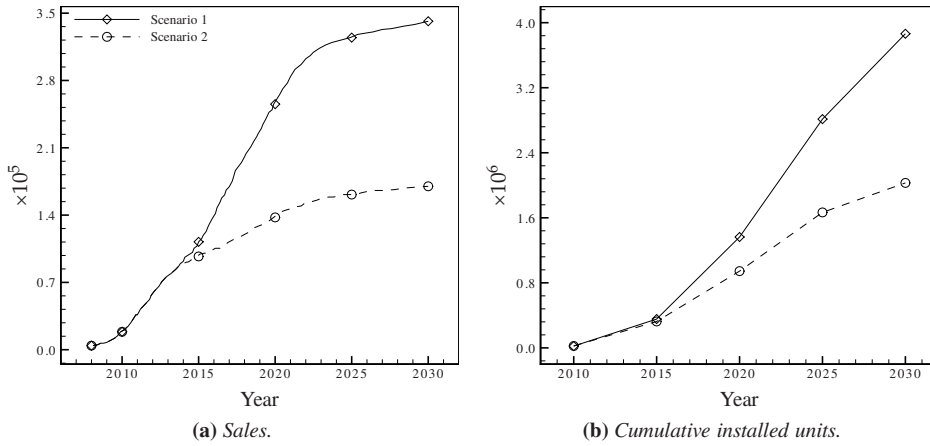 Scenario 1
Scenario 2
3.5
2.8
2.1
1.4
0.7
0.0
×10^5
2010 2015 2020 2025 2030
Year
(a) Sales.
4.0
3.2
2.4
1.6
0.8
0.0
×10^6
2010 2015 2020 2025 2030
Year
(b) Cumulative installed units.